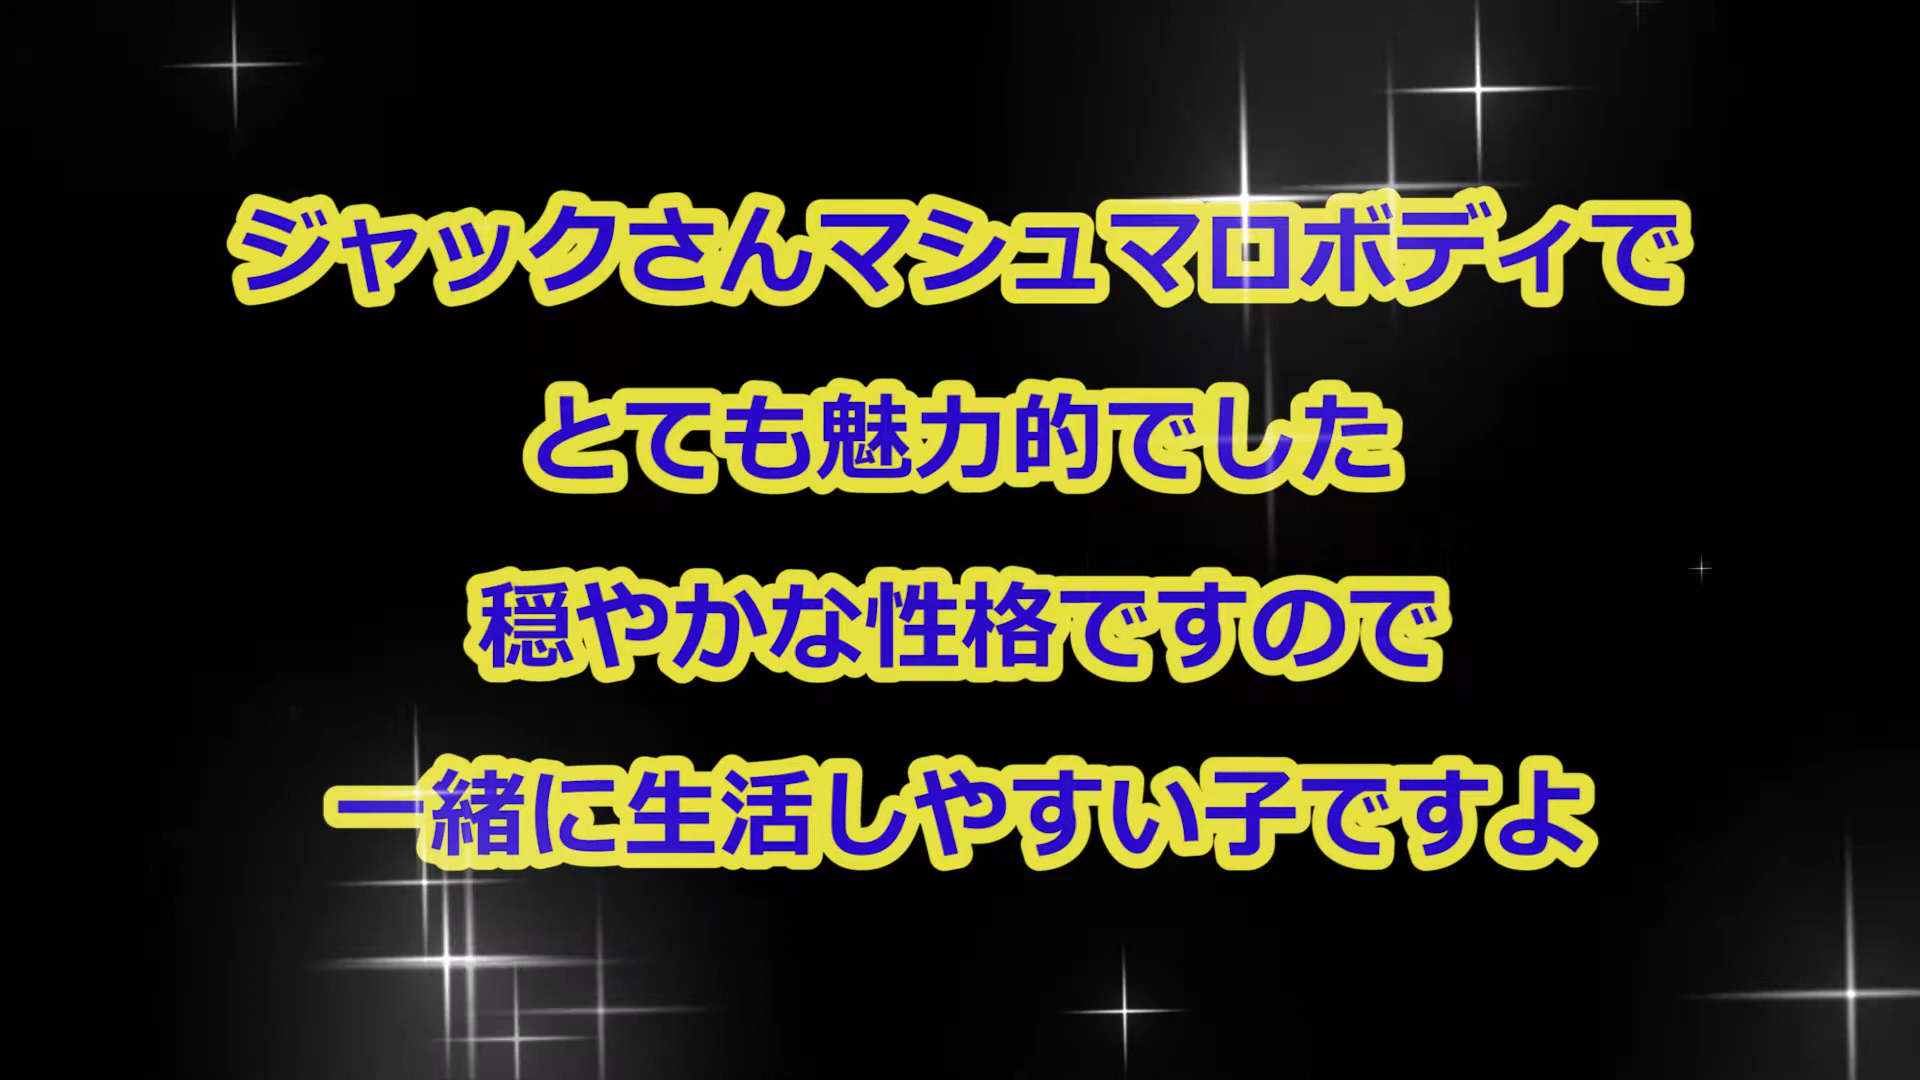 ジャックさんマシュマロボディで
とても魅力的でした
穏やかな性格ですので
一緒に生活しやすい子ですよ